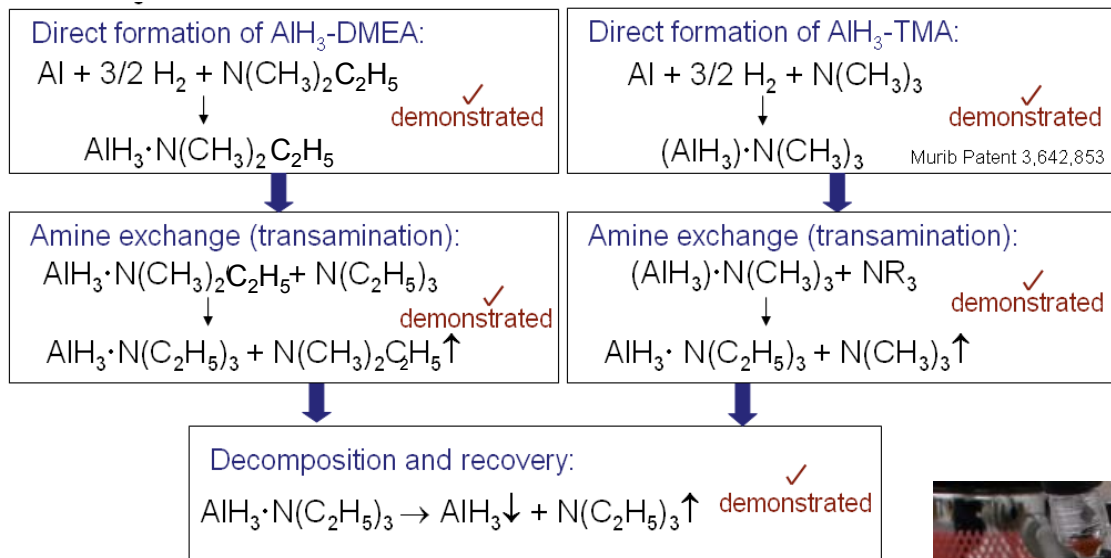 Direct formation of AlH₃-DMEA:
Al + 3/2 H₂ + N(CH₃)₂C₂H₅
↓
✓
demonstrated
AlH₃·N(CH₃)₂C₂H₅
Direct formation of AlH₃-TMA:
Al + 3/2 H₂ + N(CH₃)₃
↓
✓
demonstrated
(AlH₃)·N(CH₃)₃
Murib Patent 3,642,853
Amine exchange (transamination):
AlH₃·N(CH₃)₂C₂H₅+ N(C₂H₅)₃
↓
✓
demonstrated
AlH₃·N(C₂H₅)₃ + N(CH₃)₂C₂H₅↑
Amine exchange (transamination):
(AlH₃)·N(CH₃)₃+ NR₃
↓
✓
demonstrated
AlH₃· N(C₂H₅)₃ + N(CH₃)₃↑
Decomposition and recovery:
✓
demonstrated
AlH₃·N(C₂H₅)₃ → AlH₃↓ + N(C₂H₅)₃↑